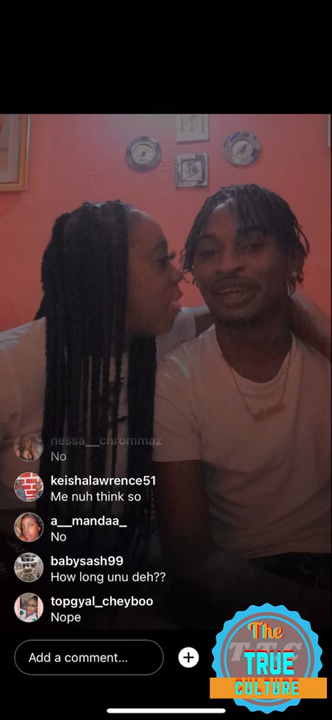 nessa__chrommaz
No
keishalawrence51
Me nuh think so
a__mandaa_
No
babysash99
How long unu deh??
topgyal_cheyboo
Nope
Add a comment...
The
TRUE
CULTURE